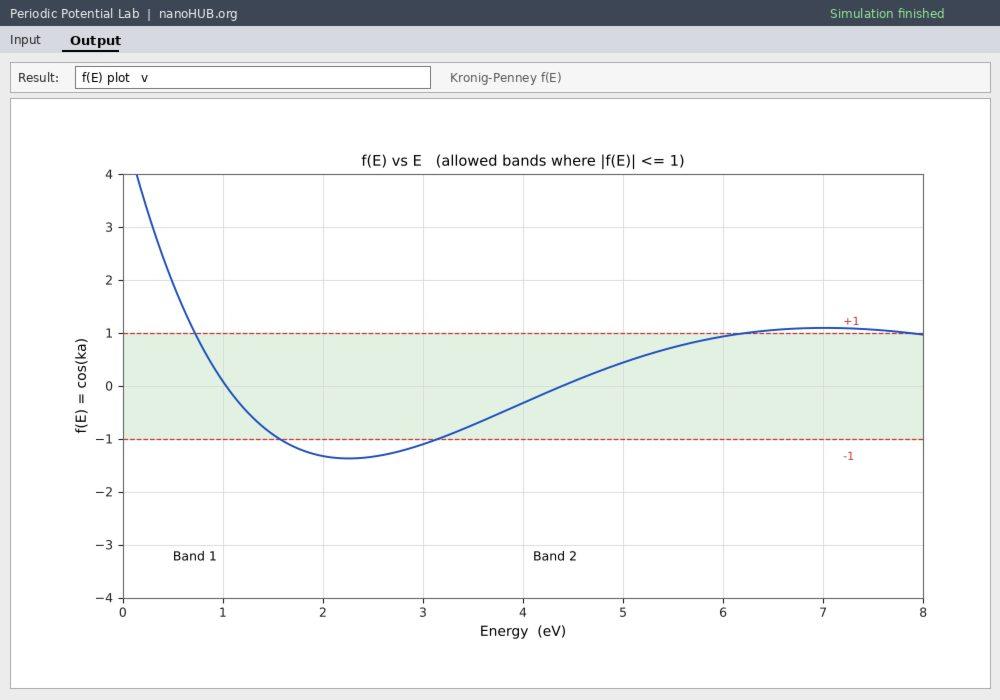 Periodic Potential Lab | nanoHUB.org
Simulation finished
Input
Output
Result:
f(E) plot v
Kronig-Penney f(E)
f(E) vs E (allowed bands where |f(E)| <= 1)
f(E) = cos(ka)
4
3
2
1
0
−1
−2
−3
−4
+1
-1
Band 1
Band 2
0 1 2 3 4 5 6 7 8
Energy (eV)